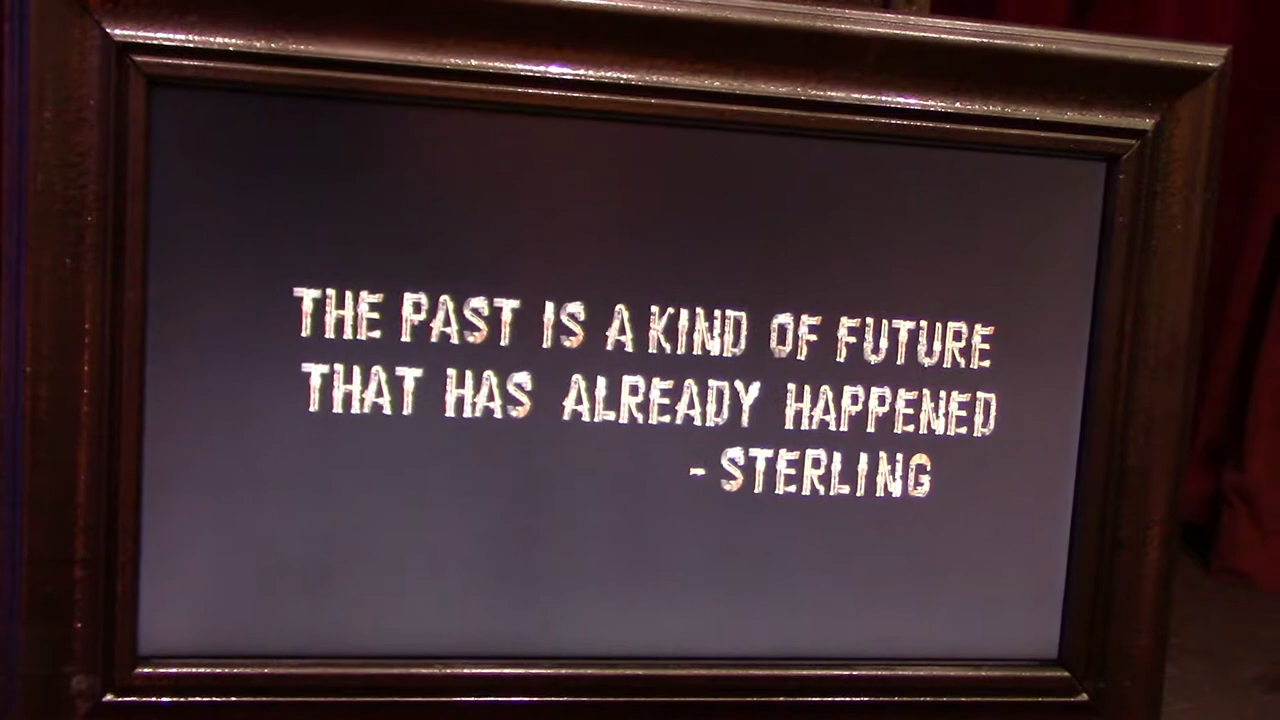 THE PAST IS A KIND OF FUTURE
THAT HAS ALREADY HAPPENED
- STERLING